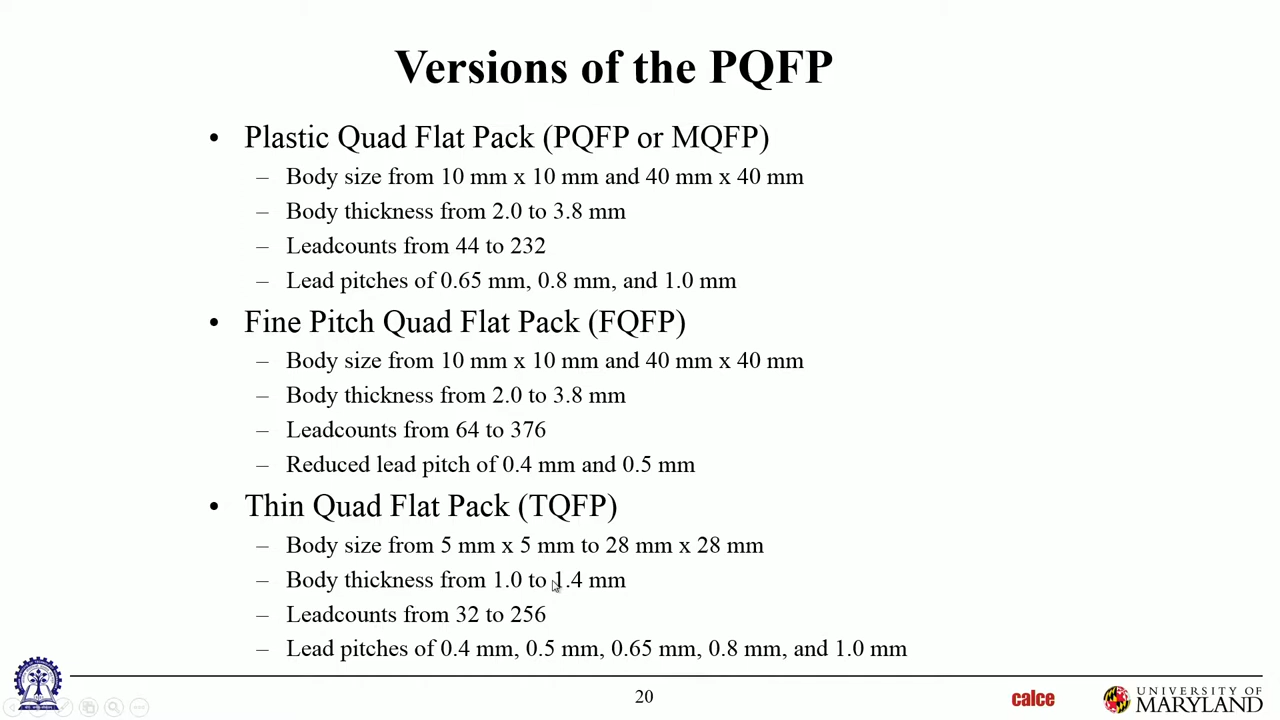 Versions of the PQFP
• Plastic Quad Flat Pack (PQFP or MQFP)
– Body size from 10 mm x 10 mm and 40 mm x 40 mm
– Body thickness from 2.0 to 3.8 mm
– Leadcounts from 44 to 232
– Lead pitches of 0.65 mm, 0.8 mm, and 1.0 mm
• Fine Pitch Quad Flat Pack (FQFP)
– Body size from 10 mm x 10 mm and 40 mm x 40 mm
– Body thickness from 2.0 to 3.8 mm
– Leadcounts from 64 to 376
– Reduced lead pitch of 0.4 mm and 0.5 mm
• Thin Quad Flat Pack (TQFP)
– Body size from 5 mm x 5 mm to 28 mm x 28 mm
– Body thickness from 1.0 to 1.4 mm
– Leadcounts from 32 to 256
– Lead pitches of 0.4 mm, 0.5 mm, 0.65 mm, 0.8 mm, and 1.0 mm
20
calce
UNIVERSITY OF
MARYLAND